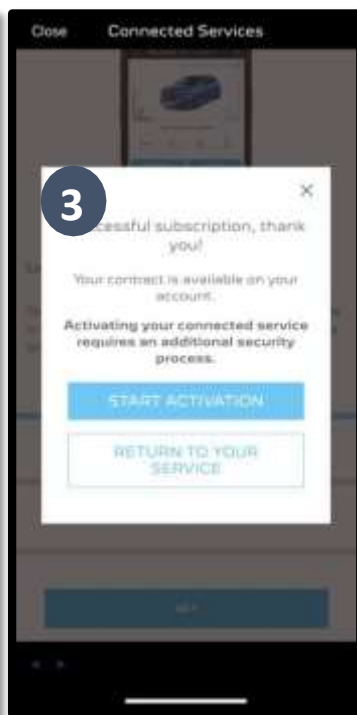 Close Connected Services
3
cessful subscription, thank
you!
Your contract is available on your
account.
Activating your connected service
requires an additional security
process.
START ACTIVATION
RETURN TO YOUR
SERVICE